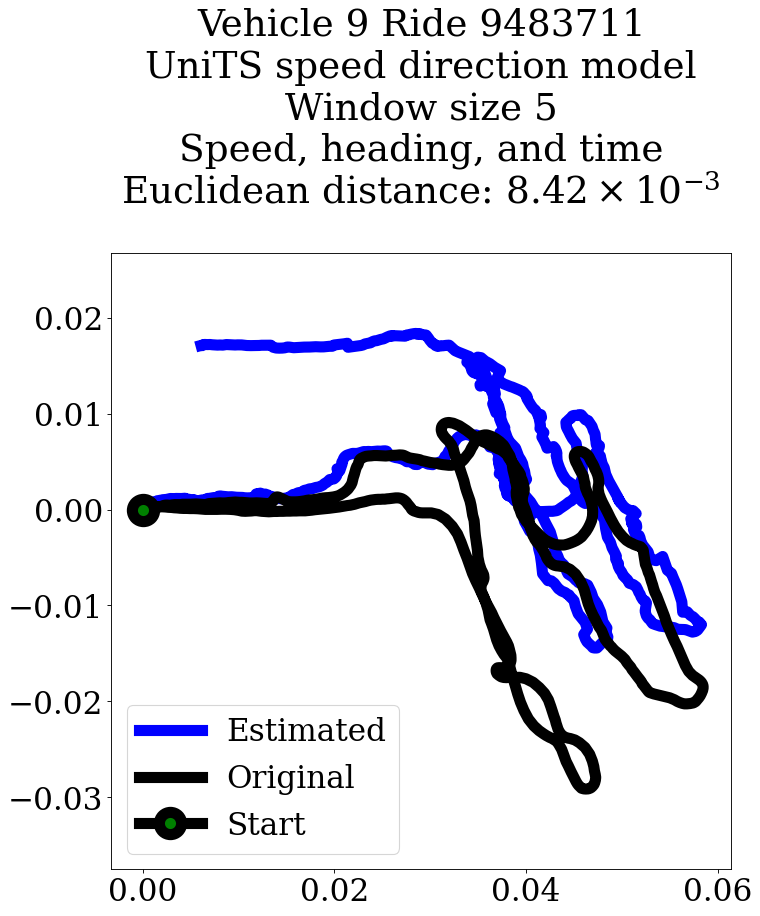 Vehicle 9 Ride 9483711
UniTS speed direction model
Window size 5
Speed, heading, and time
Euclidean distance: 8.42 × 10⁻³
0.02
0.01
0.00
−0.01
−0.02
−0.03
Estimated
Original
Start
0.00 0.02 0.04 0.06